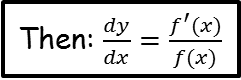 Then: dy/dx = f'(x)/f(x)